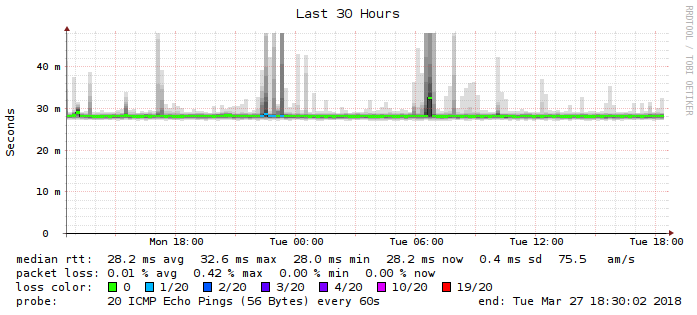 Last 30 Hours
RRDTOOL / TOBI OETIKER
Seconds
40 m
30 m
20 m
10 m
0
Mon 18:00 Tue 00:00 Tue 06:00 Tue 12:00 Tue 18:00
median rtt: 28.2 ms avg 32.6 ms max 28.0 ms min 28.2 ms now 0.4 ms sd 75.5 am/s
packet loss: 0.01 % avg 0.42 % max 0.00 % min 0.00 % now
loss color: 0 1/20 2/20 3/20 4/20 10/20 19/20
probe: 20 ICMP Echo Pings (56 Bytes) every 60s end: Tue Mar 27 18:30:02 2018